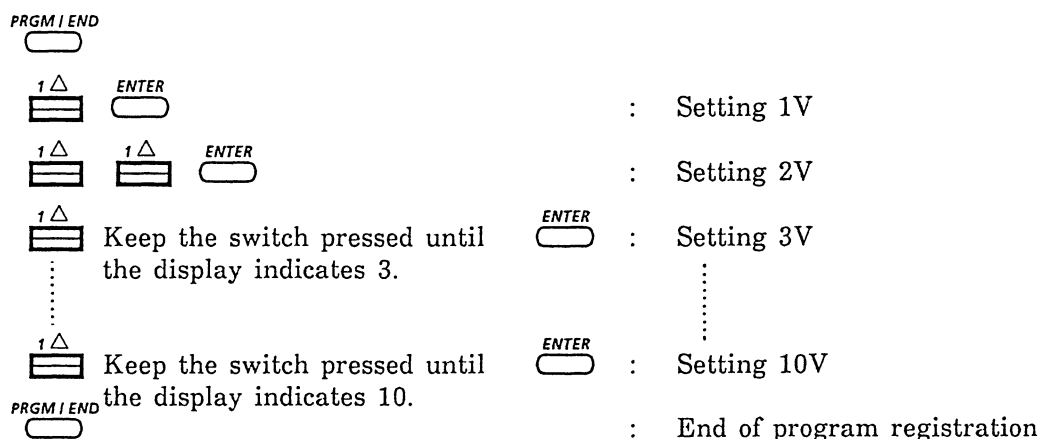 PRGM / END
1 △ ENTER : Setting 1V
1 △ 1 △ ENTER : Setting 2V
1 △ Keep the switch pressed until ENTER : Setting 3V
the display indicates 3.
1 △ Keep the switch pressed until ENTER : Setting 10V
the display indicates 10.
PRGM / END : End of program registration